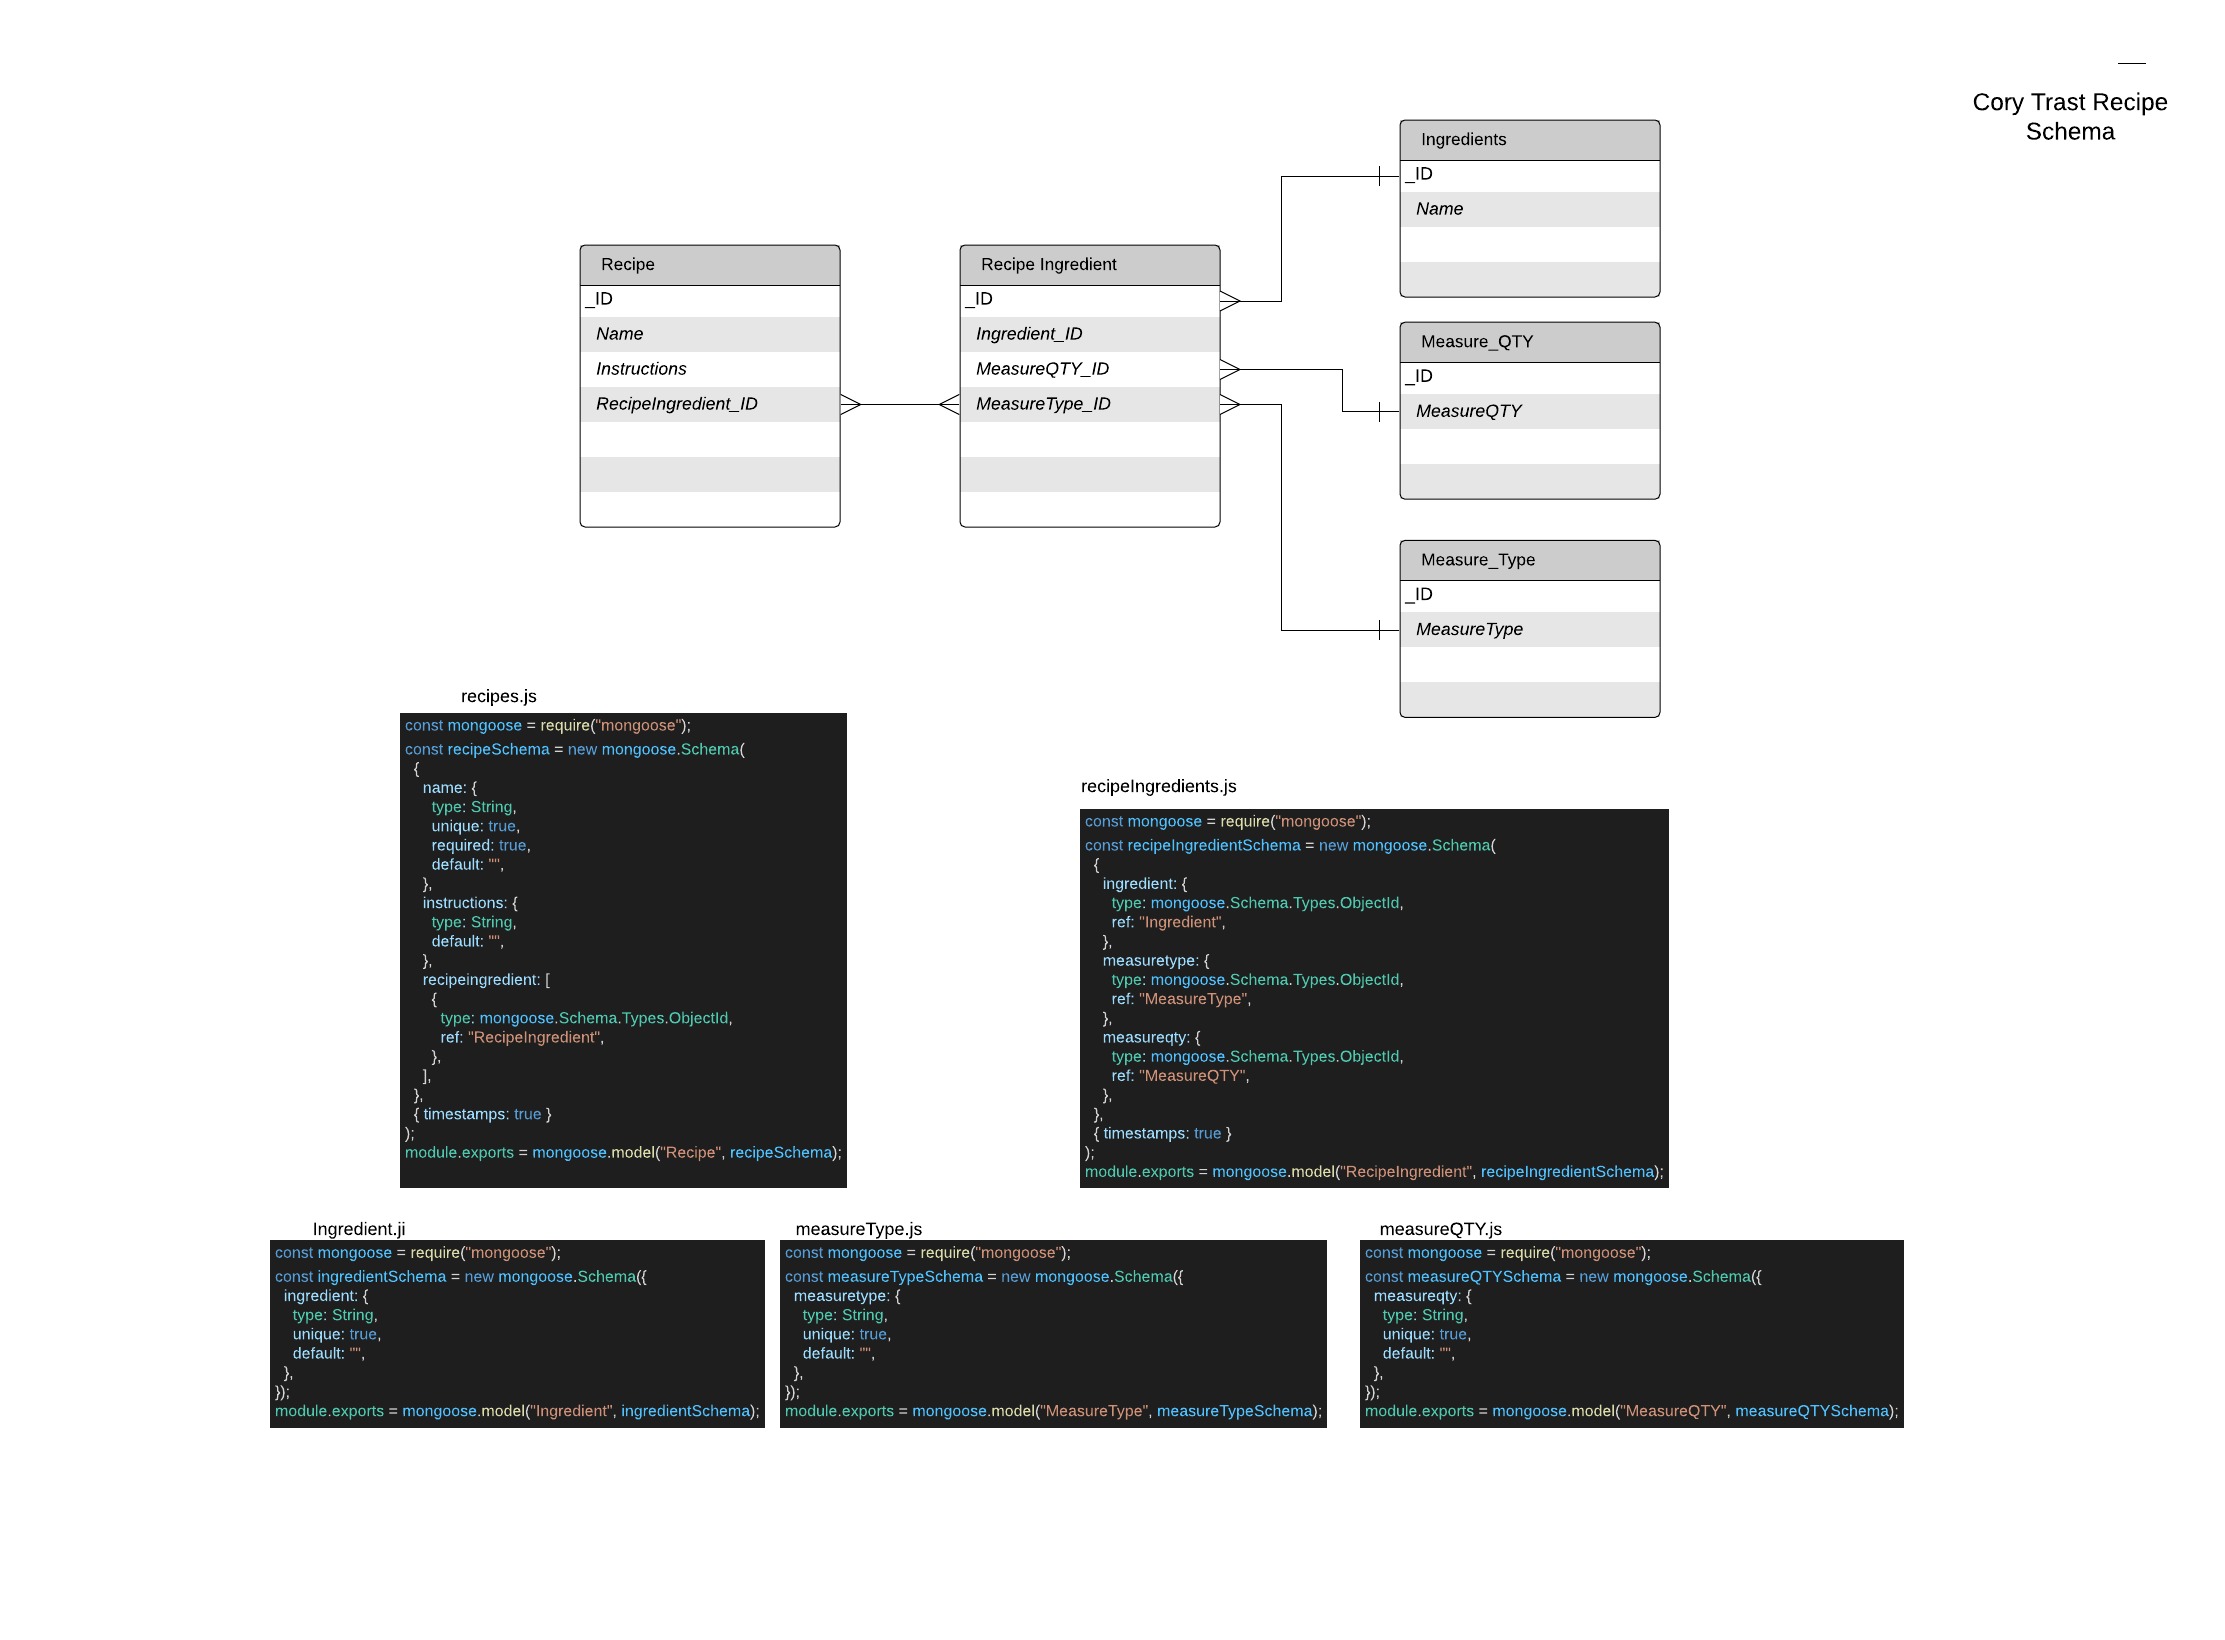 Cory Trast Recipe
Schema
Ingredients
_ID
Name
Recipe
_ID
Name
Instructions
RecipeIngredient_ID
Recipe Ingredient
_ID
Ingredient_ID
MeasureQTY_ID
MeasureType_ID
Measure_QTY
_ID
MeasureQTY
Measure_Type
_ID
MeasureType
recipes.js
const mongoose = require("mongoose");
const recipeSchema = new mongoose.Schema(
  {
    name: {
      type: String,
      unique: true,
      required: true,
      default: "",
    },
    instructions: {
      type: String,
      default: "",
    },
    recipeingredient: [
      {
        type: mongoose.Schema.Types.ObjectId,
        ref: "RecipeIngredient",
      },
    ],
  },
  { timestamps: true }
);
module.exports = mongoose.model("Recipe", recipeSchema);
recipeIngredients.js
const mongoose = require("mongoose");
const recipeIngredientSchema = new mongoose.Schema(
  {
    ingredient: {
      type: mongoose.Schema.Types.ObjectId,
      ref: "Ingredient",
    },
    measuretype: {
      type: mongoose.Schema.Types.ObjectId,
      ref: "MeasureType",
    },
    measureqty: {
      type: mongoose.Schema.Types.ObjectId,
      ref: "MeasureQTY",
    },
  },
  { timestamps: true }
);
module.exports = mongoose.model("RecipeIngredient", recipeIngredientSchema);
Ingredient.ji
const mongoose = require("mongoose");
const ingredientSchema = new mongoose.Schema({
  ingredient: {
    type: String,
    unique: true,
    default: "",
  },
});
module.exports = mongoose.model("Ingredient", ingredientSchema);
measureType.js
const mongoose = require("mongoose");
const measureTypeSchema = new mongoose.Schema({
  measuretype: {
    type: String,
    unique: true,
    default: "",
  },
});
module.exports = mongoose.model("MeasureType", measureTypeSchema);
measureQTY.js
const mongoose = require("mongoose");
const measureQTYSchema = new mongoose.Schema({
  measureqty: {
    type: String,
    unique: true,
    default: "",
  },
});
module.exports = mongoose.model("MeasureQTY", measureQTYSchema);